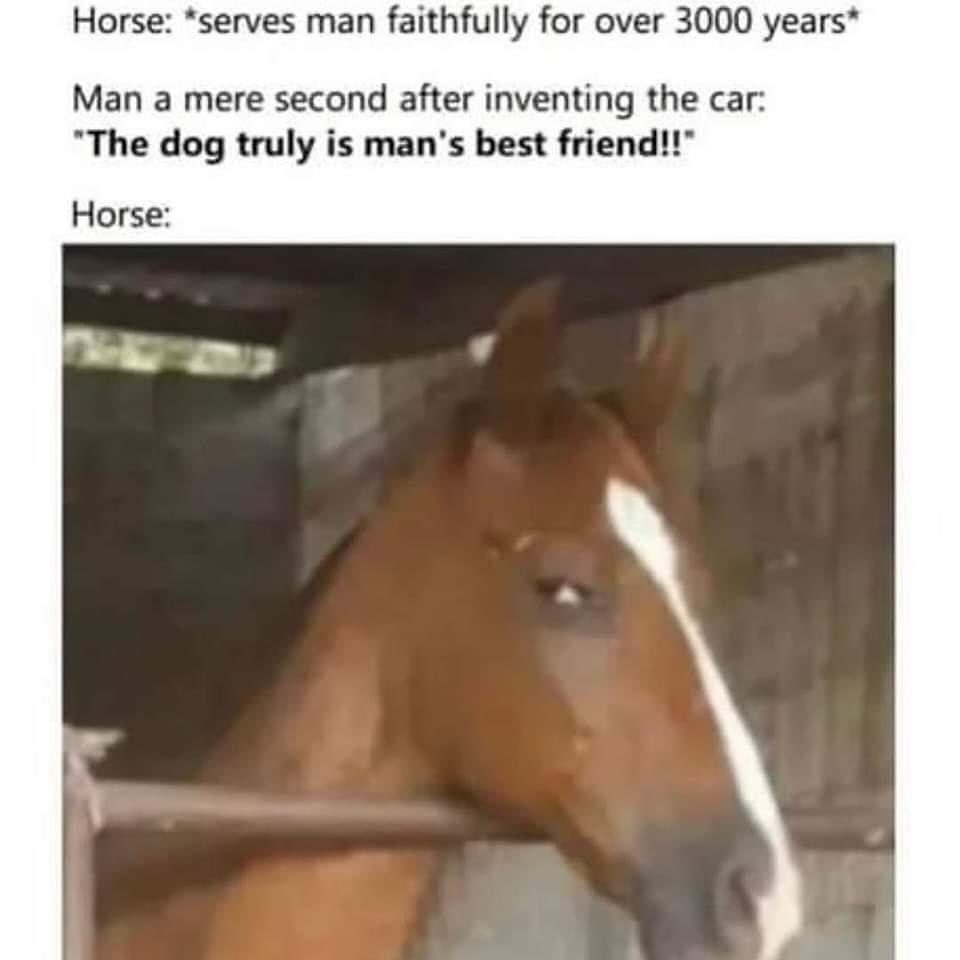 Horse: *serves man faithfully for over 3000 years*
Man a mere second after inventing the car:
"The dog truly is man's best friend!!"
Horse: